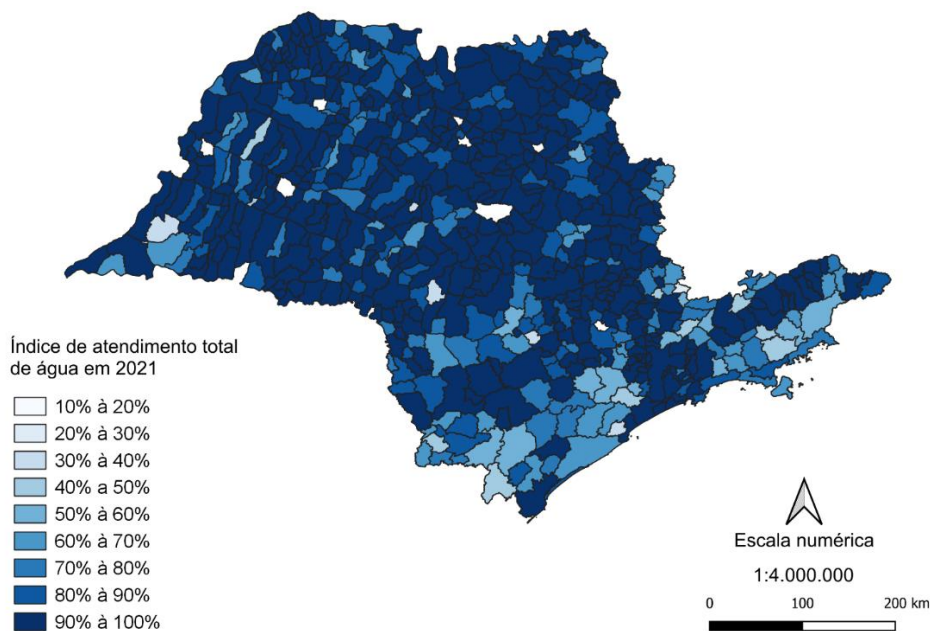 Índice de atendimento total
de água em 2021
10% à 20%
20% à 30%
30% à 40%
40% a 50%
50% à 60%
60% à 70%
70% à 80%
80% à 90%
90% à 100%
Escala numérica
1:4.000.000
0 100 200 km